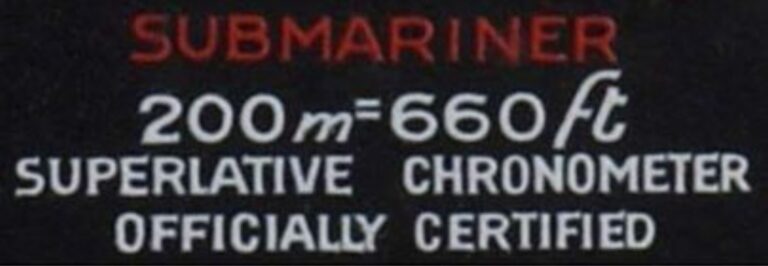 SUBMARINER
200m=660ft
SUPERLATIVE CHRONOMETER
OFFICIALLY CERTIFIED